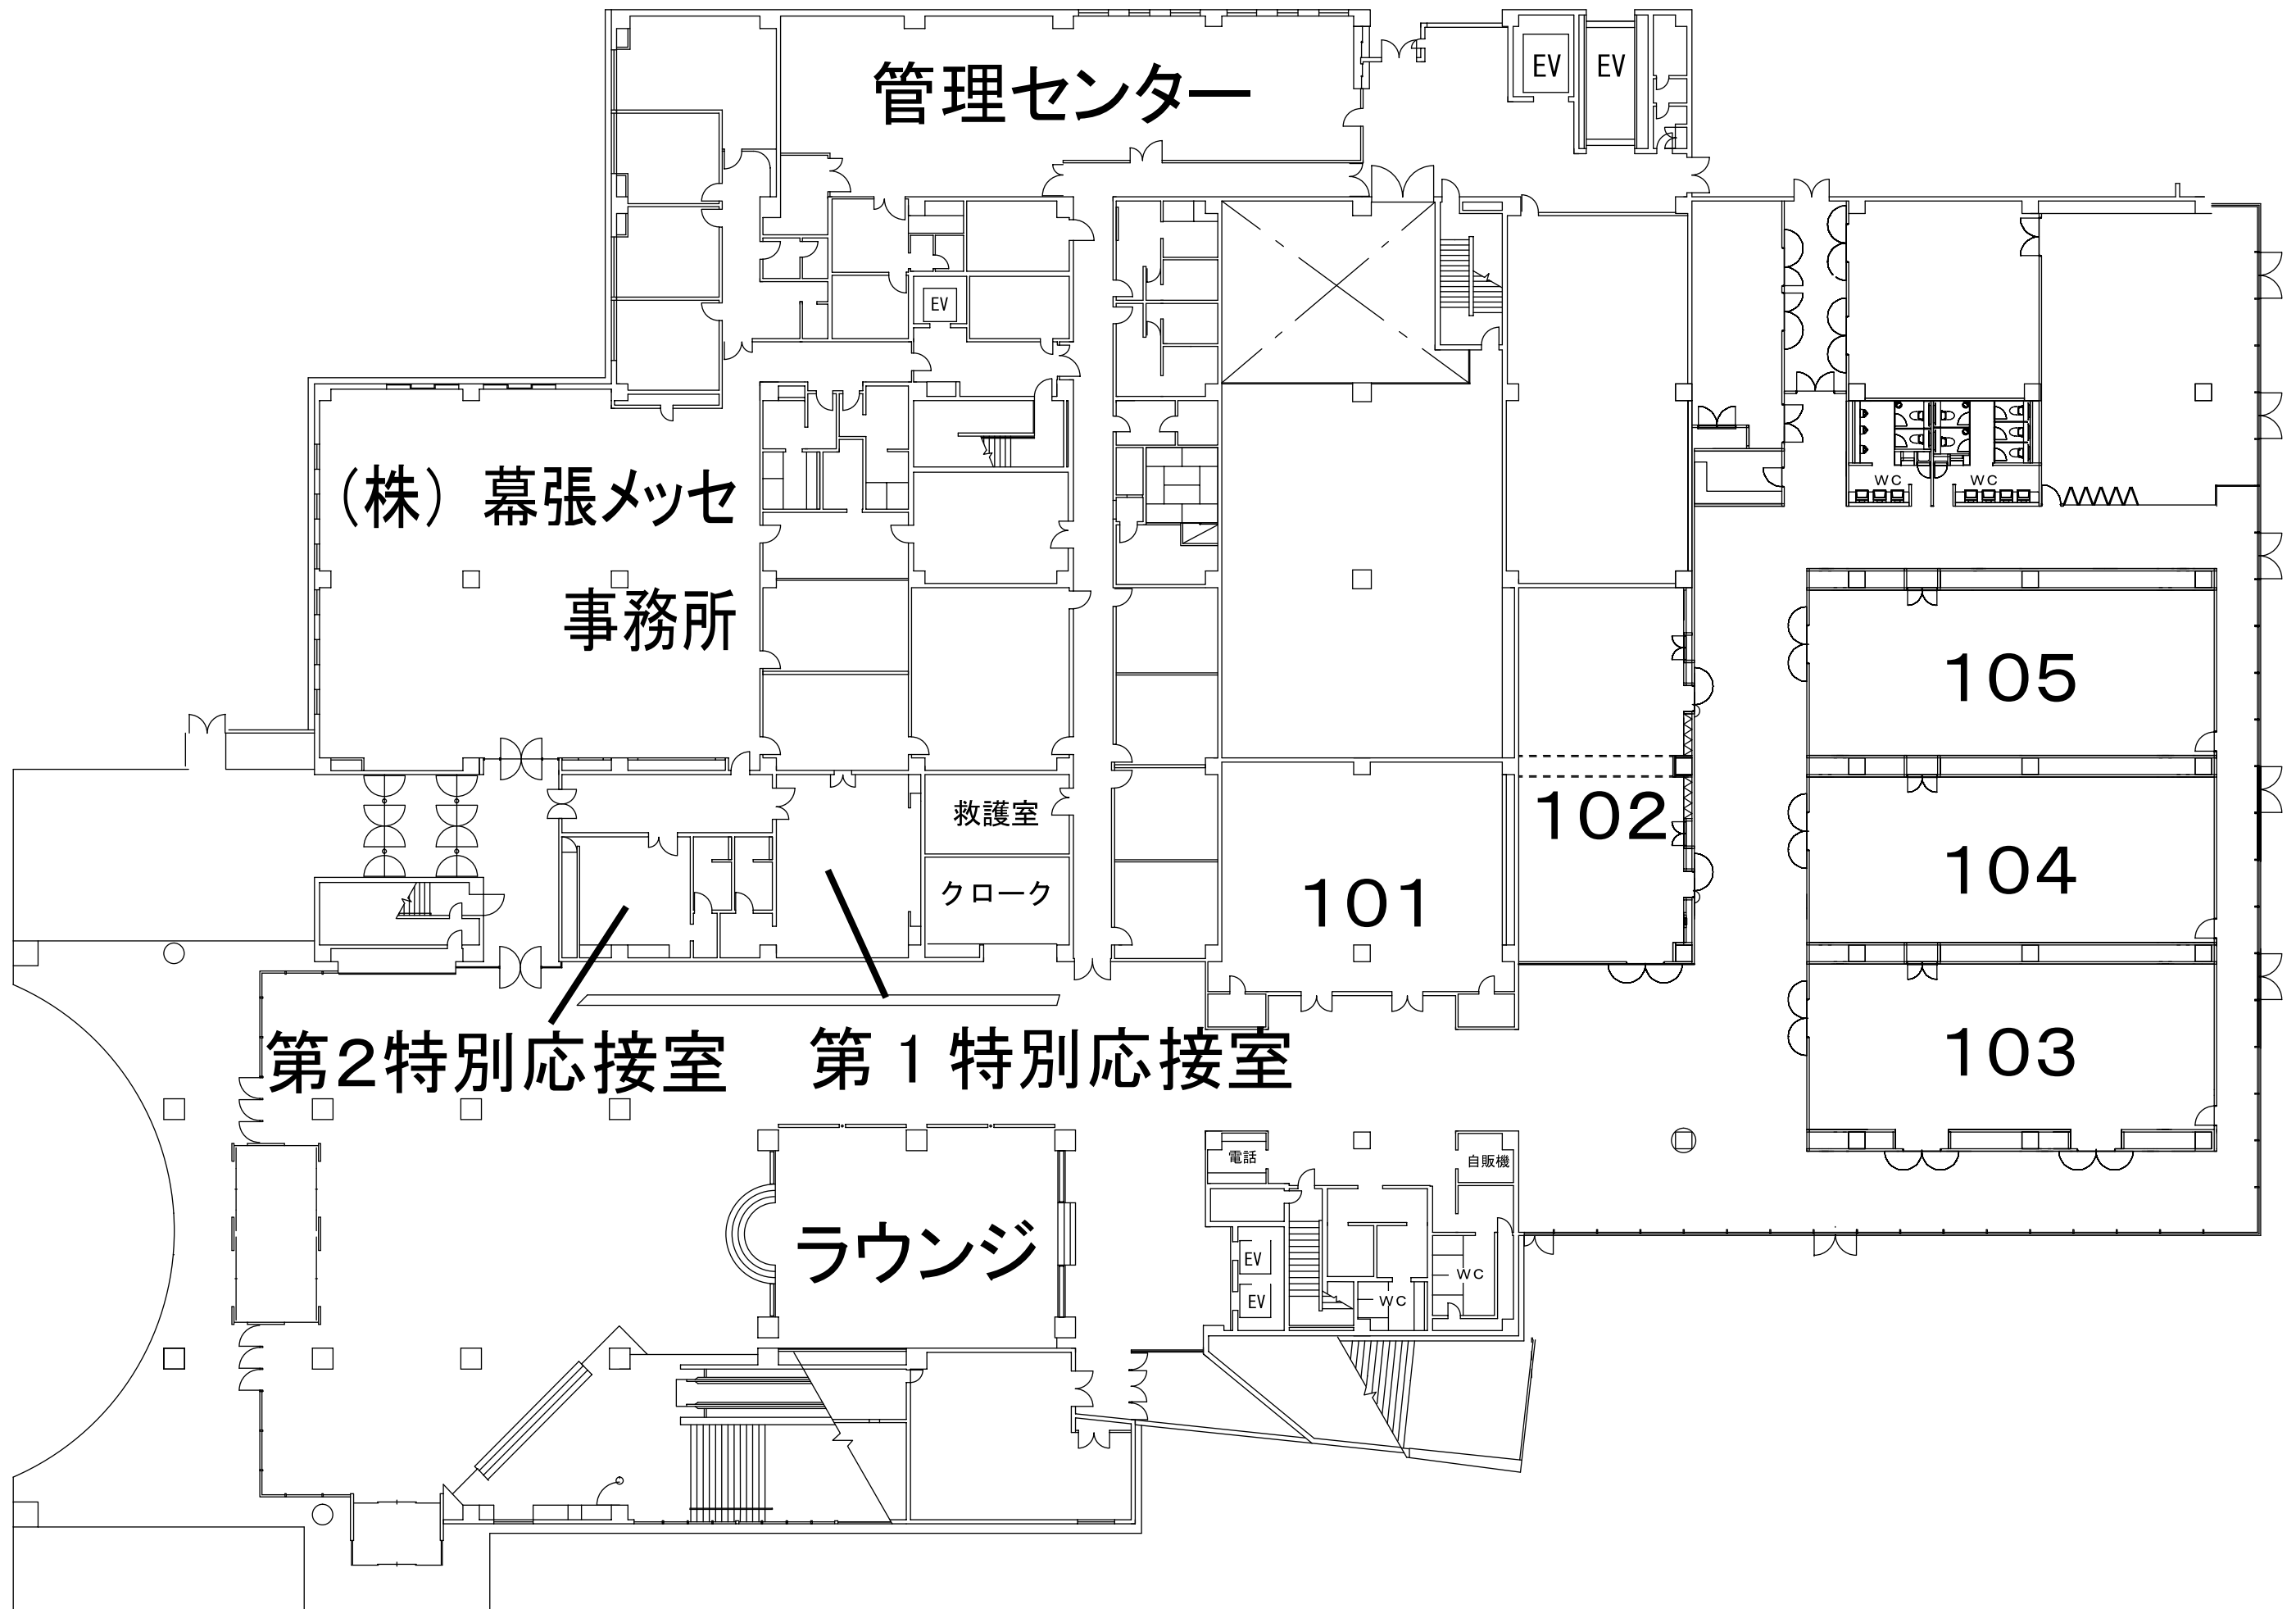 管理センター
EV
EV
EV
（株）幕張メッセ
事務所
WC
WC
105
救護室
102
104
クローク
101
103
第2特別応接室
第1特別応接室
電話
自販機
ラウンジ
EV
WC
EV
WC